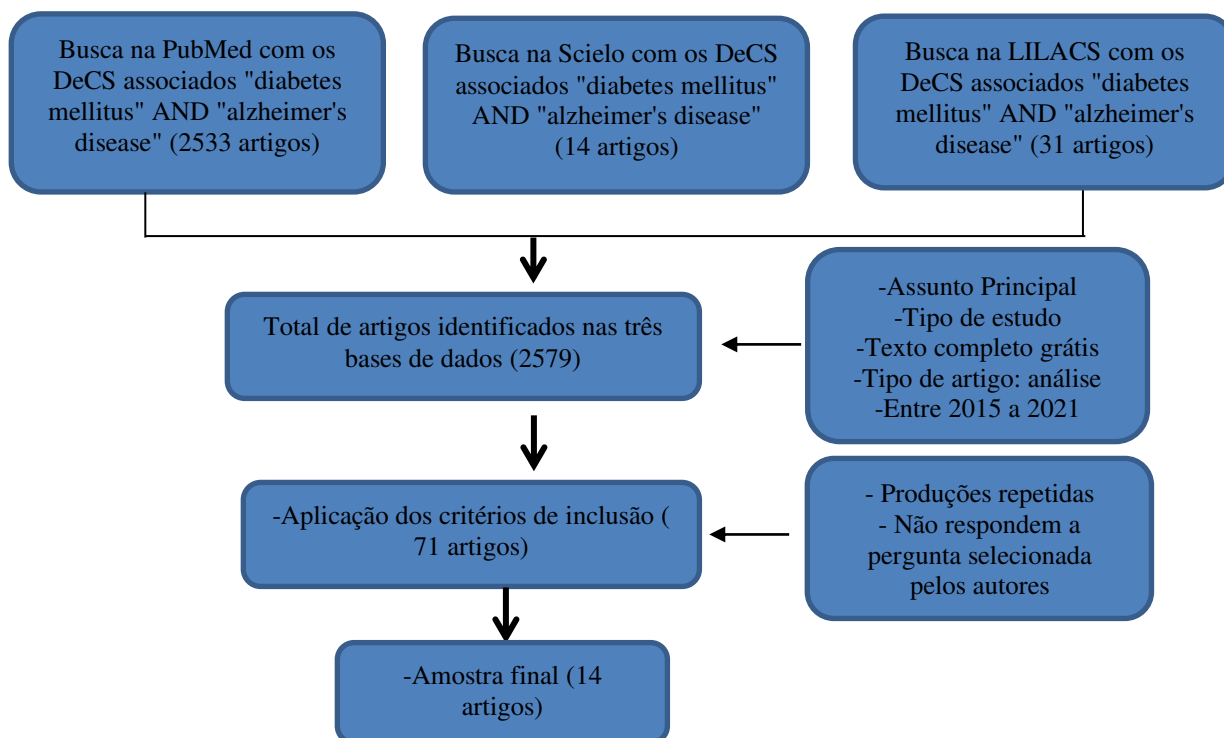 Busca na PubMed com os
DeCS associados "diabetes
mellitus" AND "alzheimer's
disease" (2533 artigos)
Busca na Scielo com os DeCS
associados "diabetes mellitus"
AND "alzheimer's disease"
(14 artigos)
Busca na LILACS com os
DeCS associados "diabetes
mellitus" AND "alzheimer's
disease" (31 artigos)
Total de artigos identificados nas três
bases de dados (2579)
-Assunto Principal
-Tipo de estudo
-Texto completo grátis
-Tipo de artigo: análise
-Entre 2015 a 2021
-Aplicação dos critérios de inclusão (
71 artigos)
- Produções repetidas
- Não respondem a
pergunta selecionada
pelos autores
-Amostra final (14
artigos)